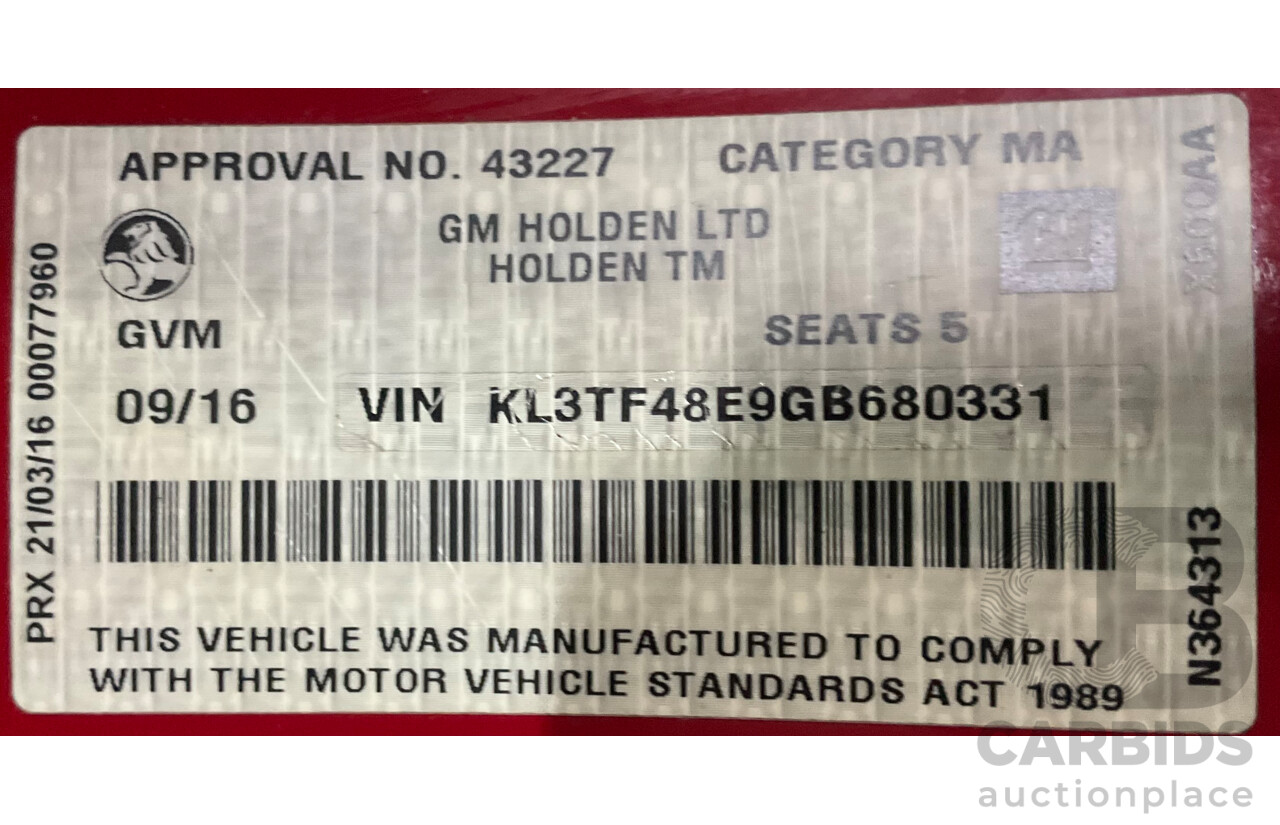 APPROVAL NO. 43227 CATEGORY MA
GM HOLDEN LTD
HOLDEN TM
GVM SEATS 5
09/16 VIN KL3TF48E9GB680331
THIS VEHICLE WAS MANUFACTURED TO COMPLY
WITH THE MOTOR VEHICLE STANDARDS ACT 1989
PRX 21/03/16 00077960
N364313
CARBIDS
auctionplace